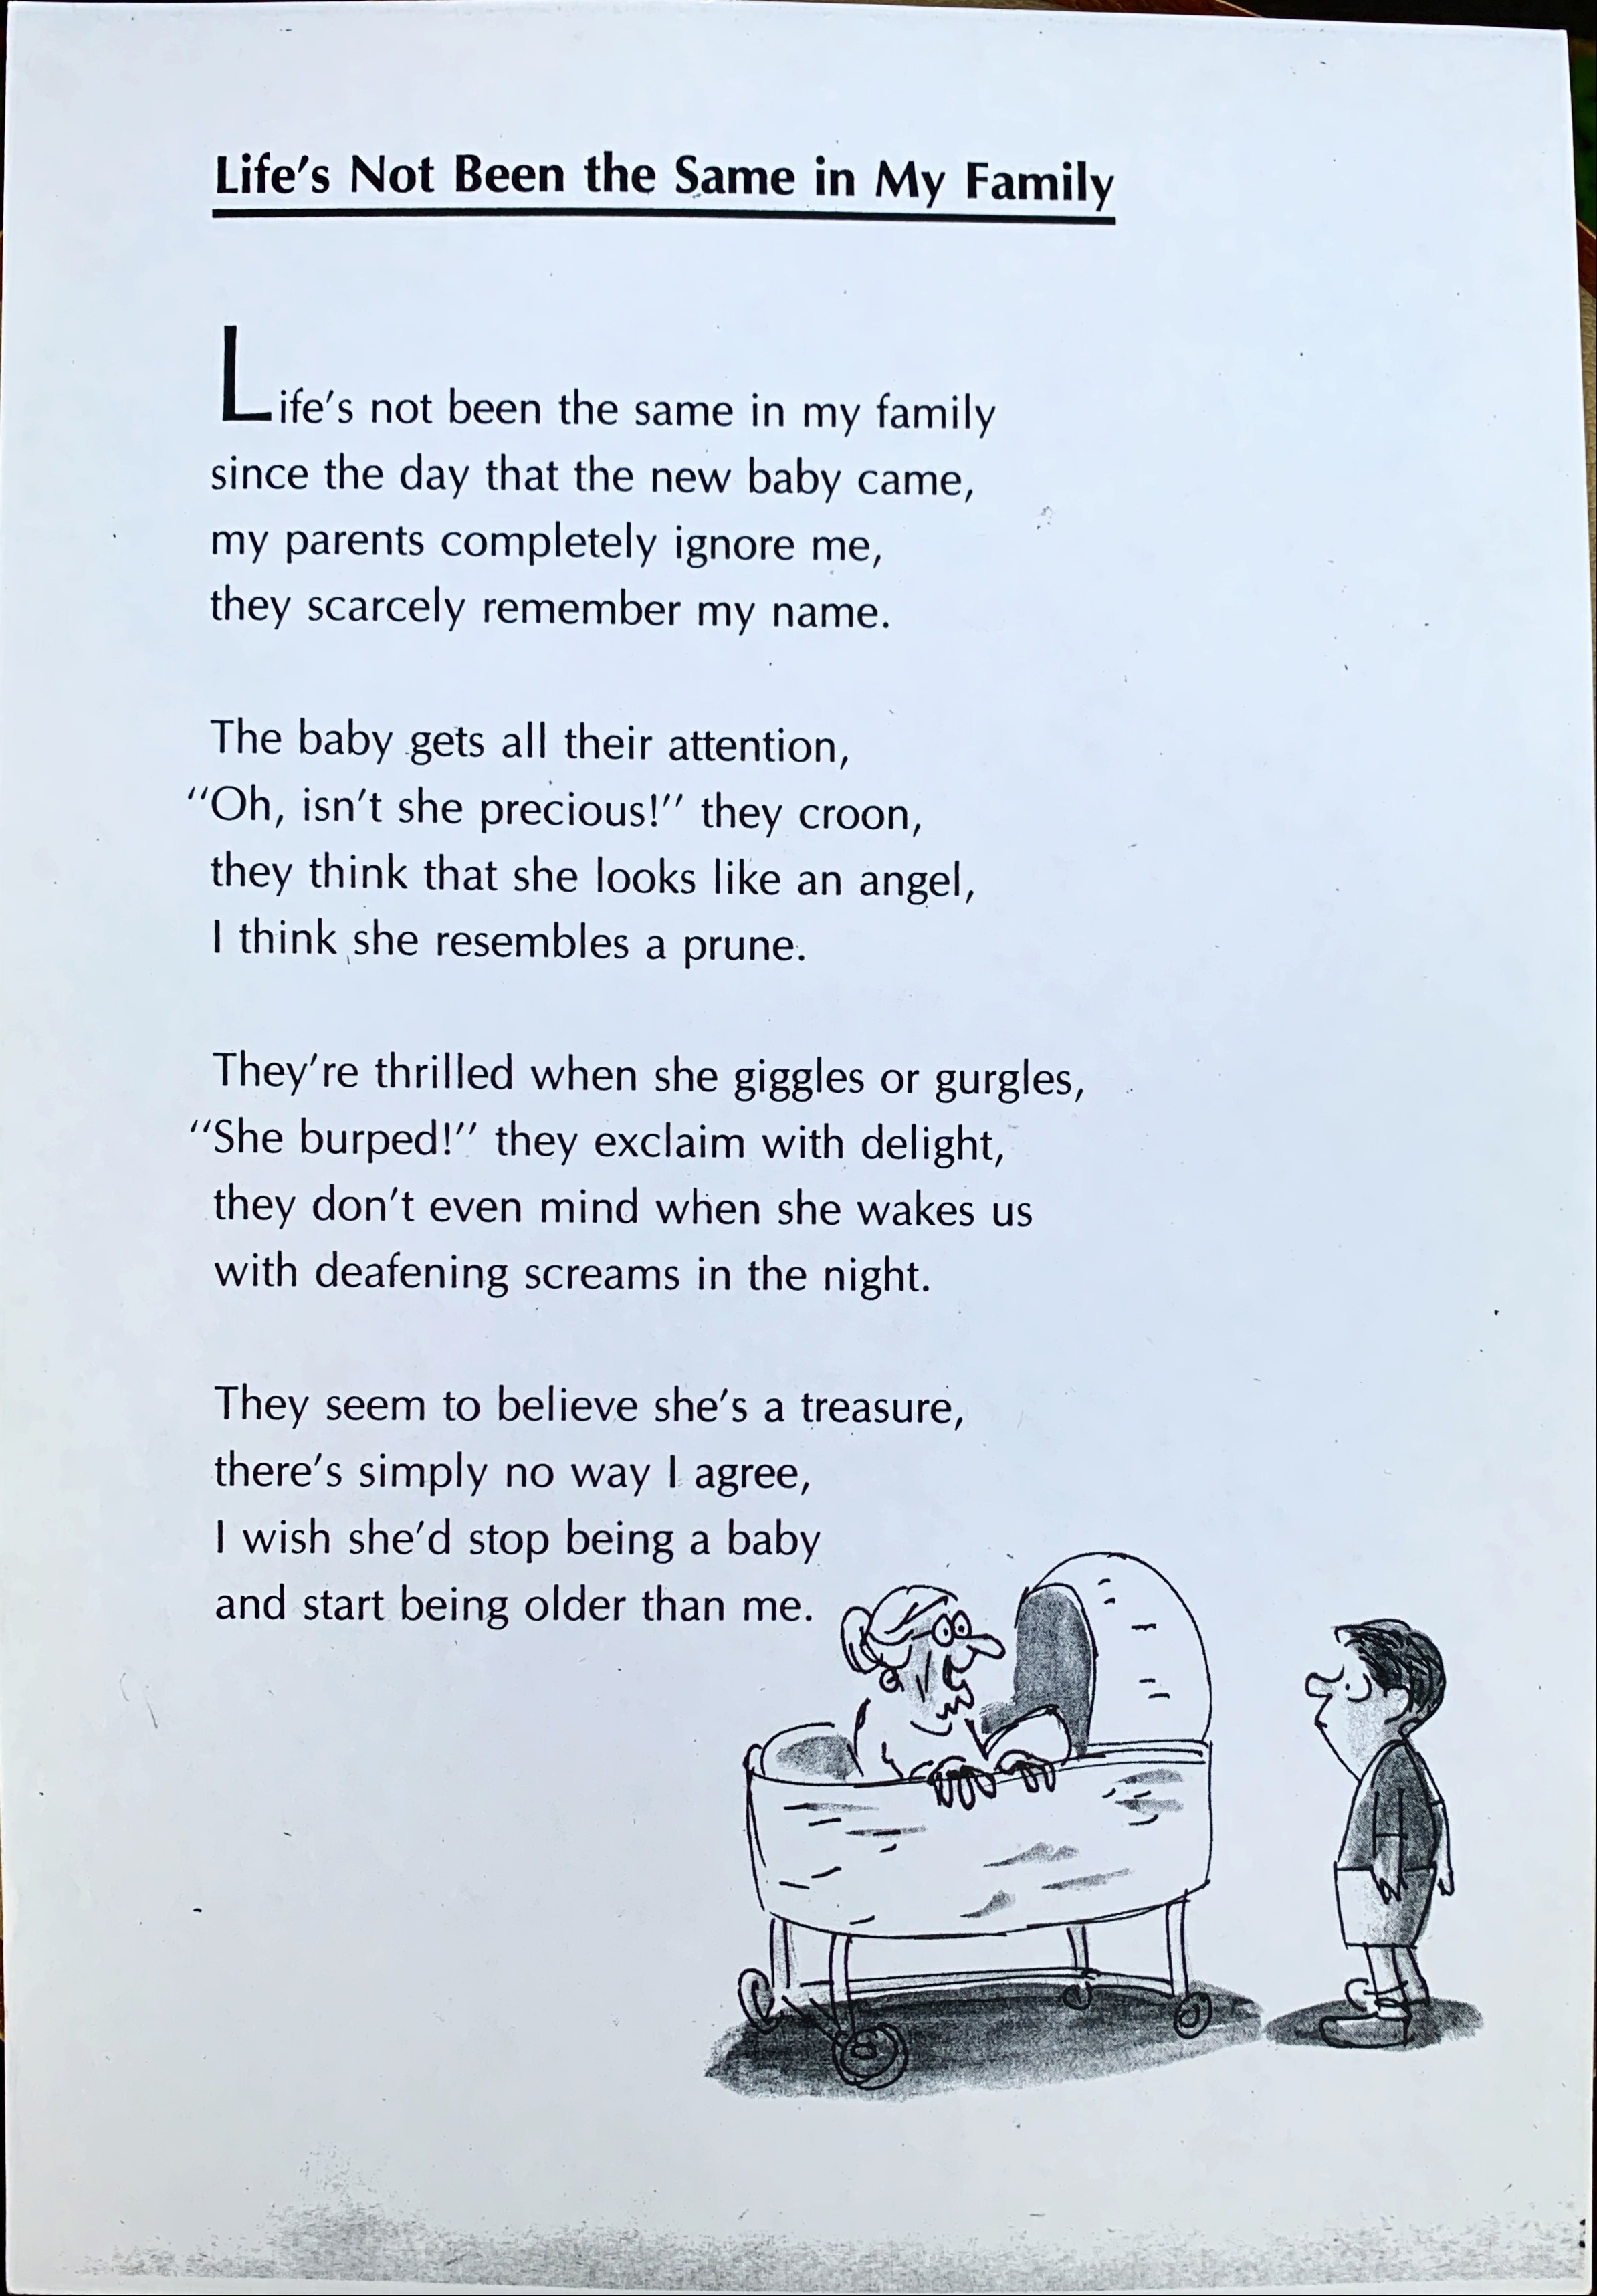 Life's Not Been the Same in My Family
Life's not been the same in my family
since the day that the new baby came,
my parents completely ignore me,
they scarcely remember my name.
The baby gets all their attention,
"Oh, isn't she precious!" they croon,
they think that she looks like an angel,
I think she resembles a prune.
They're thrilled when she giggles or gurgles,
"She burped!" they exclaim with delight,
they don't even mind when she wakes us
with deafening screams in the night.
They seem to believe she's a treasure,
there's simply no way I agree,
I wish she'd stop being a baby
and start being older than me.